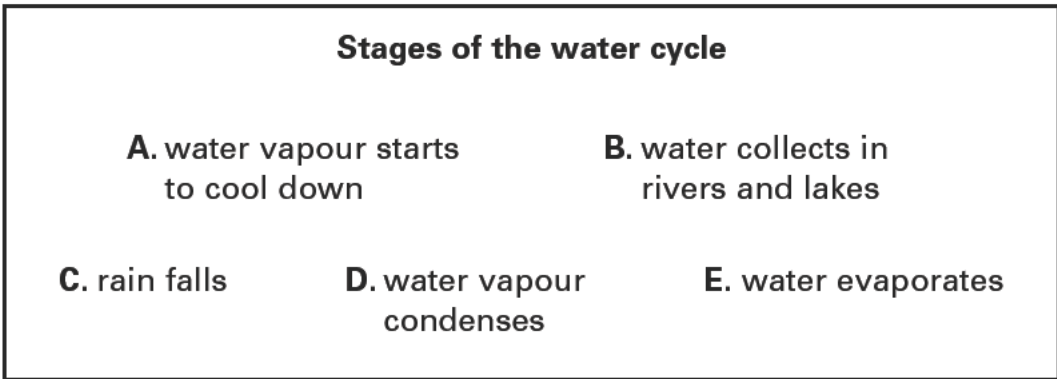 Stages of the water cycle
A. water vapour starts
to cool down
B. water collects in
rivers and lakes
C. rain falls
D. water vapour
condenses
E. water evaporates